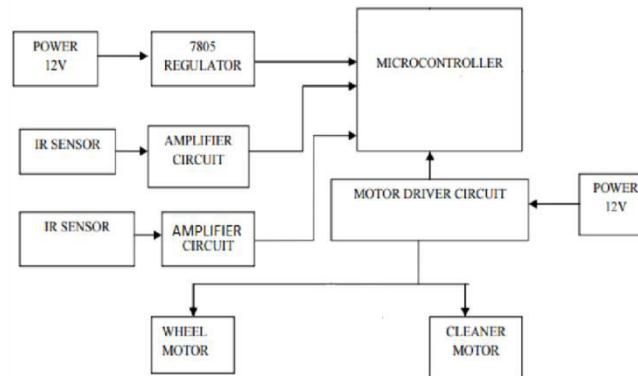 POWER
12V
7805
REGULATOR
MICROCONTROLLER
IR SENSOR
AMPLIFIER
CIRCUIT
MOTOR DRIVER CIRCUIT
POWER
12V
IR SENSOR
AMPLIFIER
CIRCUIT
WHEEL
MOTOR
CLEANER
MOTOR